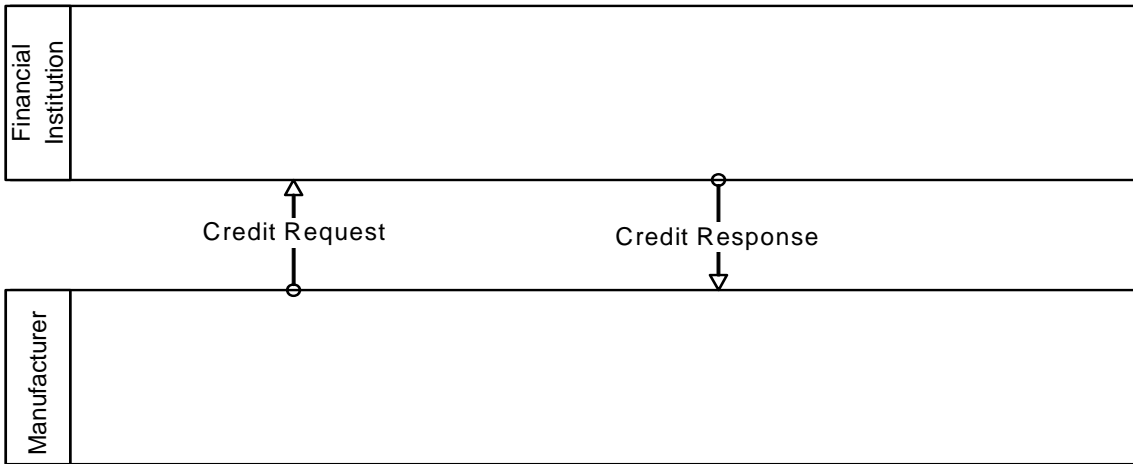 Financial
Institution
Credit Request
Credit Response
Manufacturer